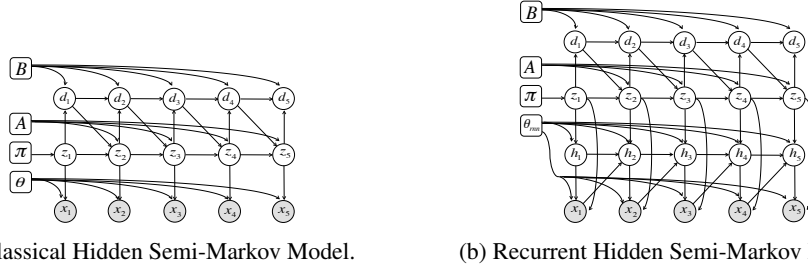 B
d1 d2 d3 d4 d5
A
π z1 z2 z3 z4 z5
θ
x1 x2 x3 x4 x5
lassical Hidden Semi-Markov Model.
B
d1 d2 d3 d4 d5
A
π z1 z2 z3 z4 z5
θrnn
h1 h2 h3 h4 h5
x1 x2 x3 x4 x5
(b) Recurrent Hidden Semi-Markov